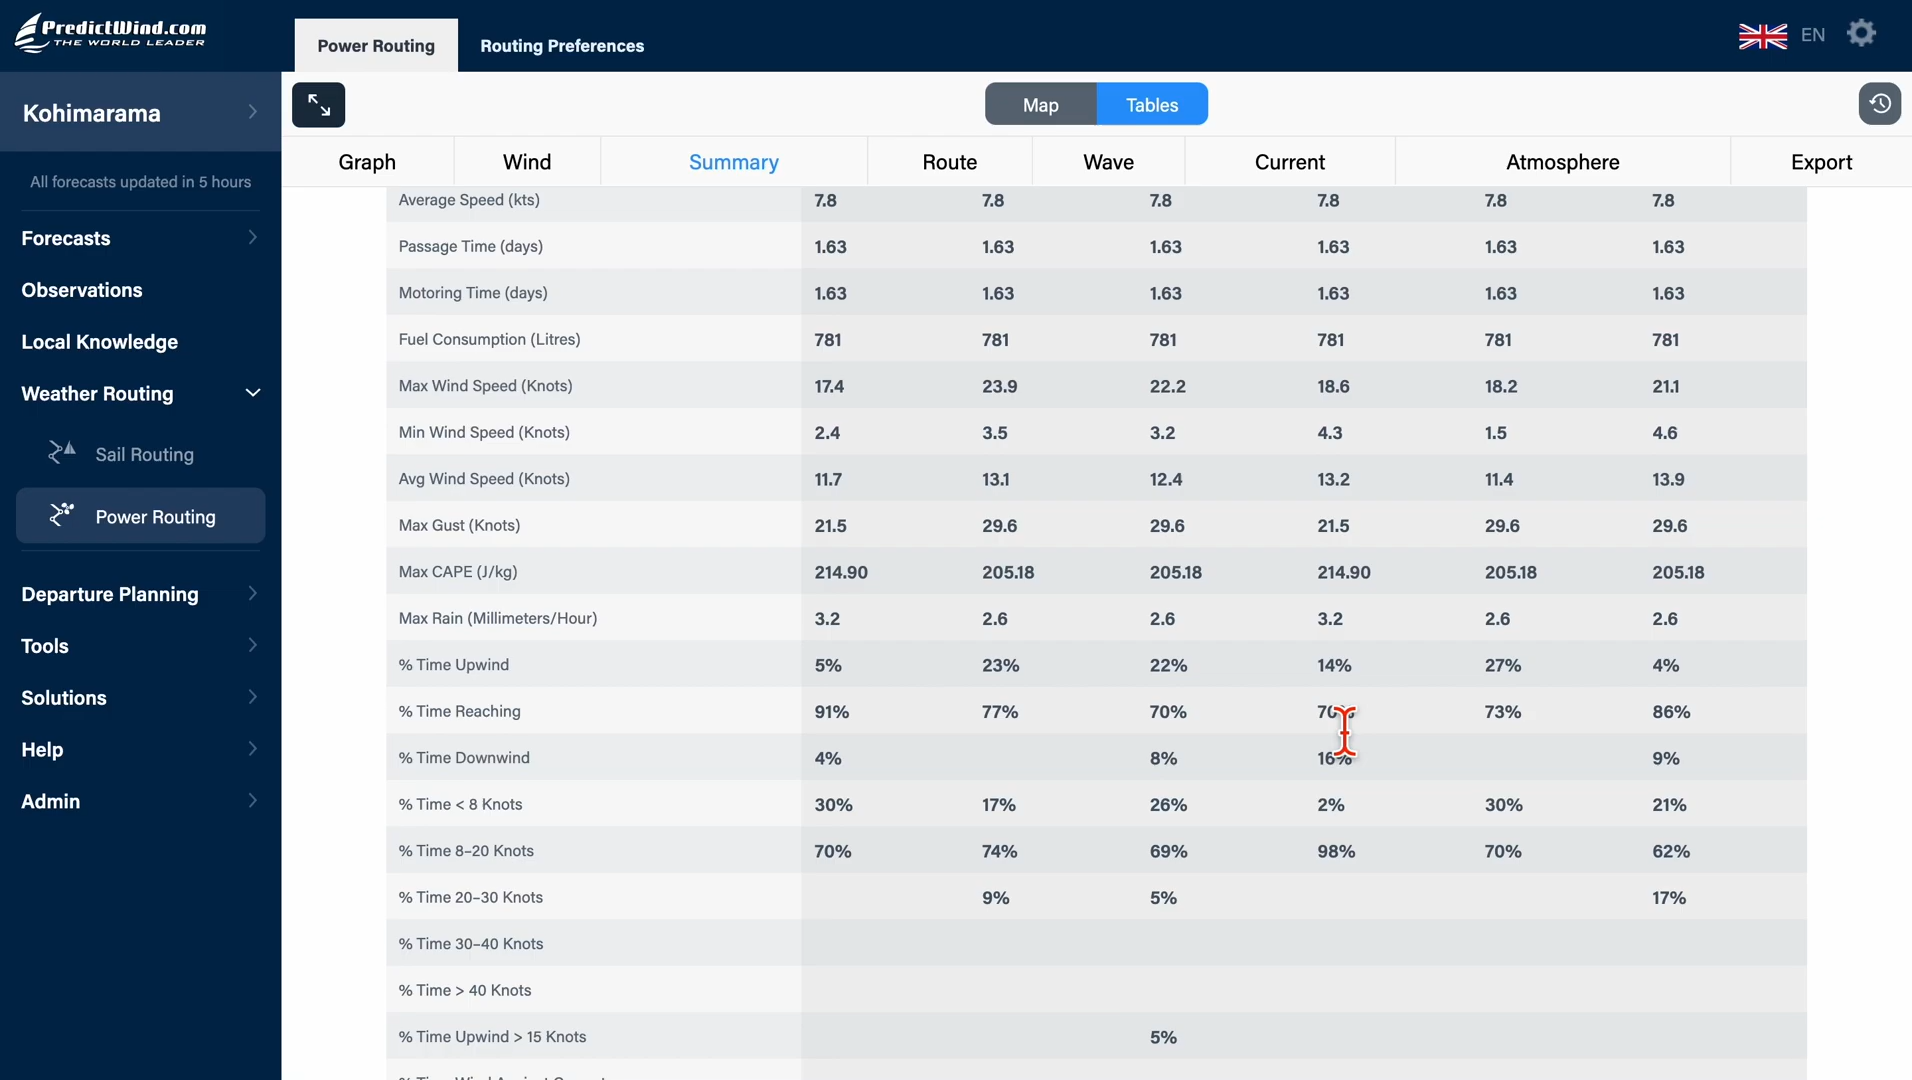 PredictWind.com
THE WORLD LEADER
Power Routing
Routing Preferences
EN
Kohimarama
Map
Tables
All forecasts updated in 5 hours
Graph
Wind
Summary
Route
Wave
Current
Atmosphere
Export
Forecasts
Observations
Local Knowledge
Weather Routing
Sail Routing
Power Routing
Departure Planning
Tools
Solutions
Help
Admin
Average Speed (kts) 7.8 7.8 7.8 7.8 7.8 7.8
Passage Time (days) 1.63 1.63 1.63 1.63 1.63 1.63
Motoring Time (days) 1.63 1.63 1.63 1.63 1.63 1.63
Fuel Consumption (Litres) 781 781 781 781 781 781
Max Wind Speed (Knots) 17.4 23.9 22.2 18.6 18.2 21.1
Min Wind Speed (Knots) 2.4 3.5 3.2 4.3 1.5 4.6
Avg Wind Speed (Knots) 11.7 13.1 12.4 13.2 11.4 13.9
Max Gust (Knots) 21.5 29.6 29.6 21.5 29.6 29.6
Max CAPE (J/kg) 214.90 205.18 205.18 214.90 205.18 205.18
Max Rain (Millimeters/Hour) 3.2 2.6 2.6 3.2 2.6 2.6
% Time Upwind 5% 23% 22% 14% 27% 4%
% Time Reaching 91% 77% 70% 70% 73% 86%
% Time Downwind 4% 8% 16% 9%
% Time < 8 Knots 30% 17% 26% 2% 30% 21%
% Time 8–20 Knots 70% 74% 69% 98% 70% 62%
% Time 20–30 Knots 9% 5% 17%
% Time 30–40 Knots
% Time > 40 Knots
% Time Upwind > 15 Knots 5%